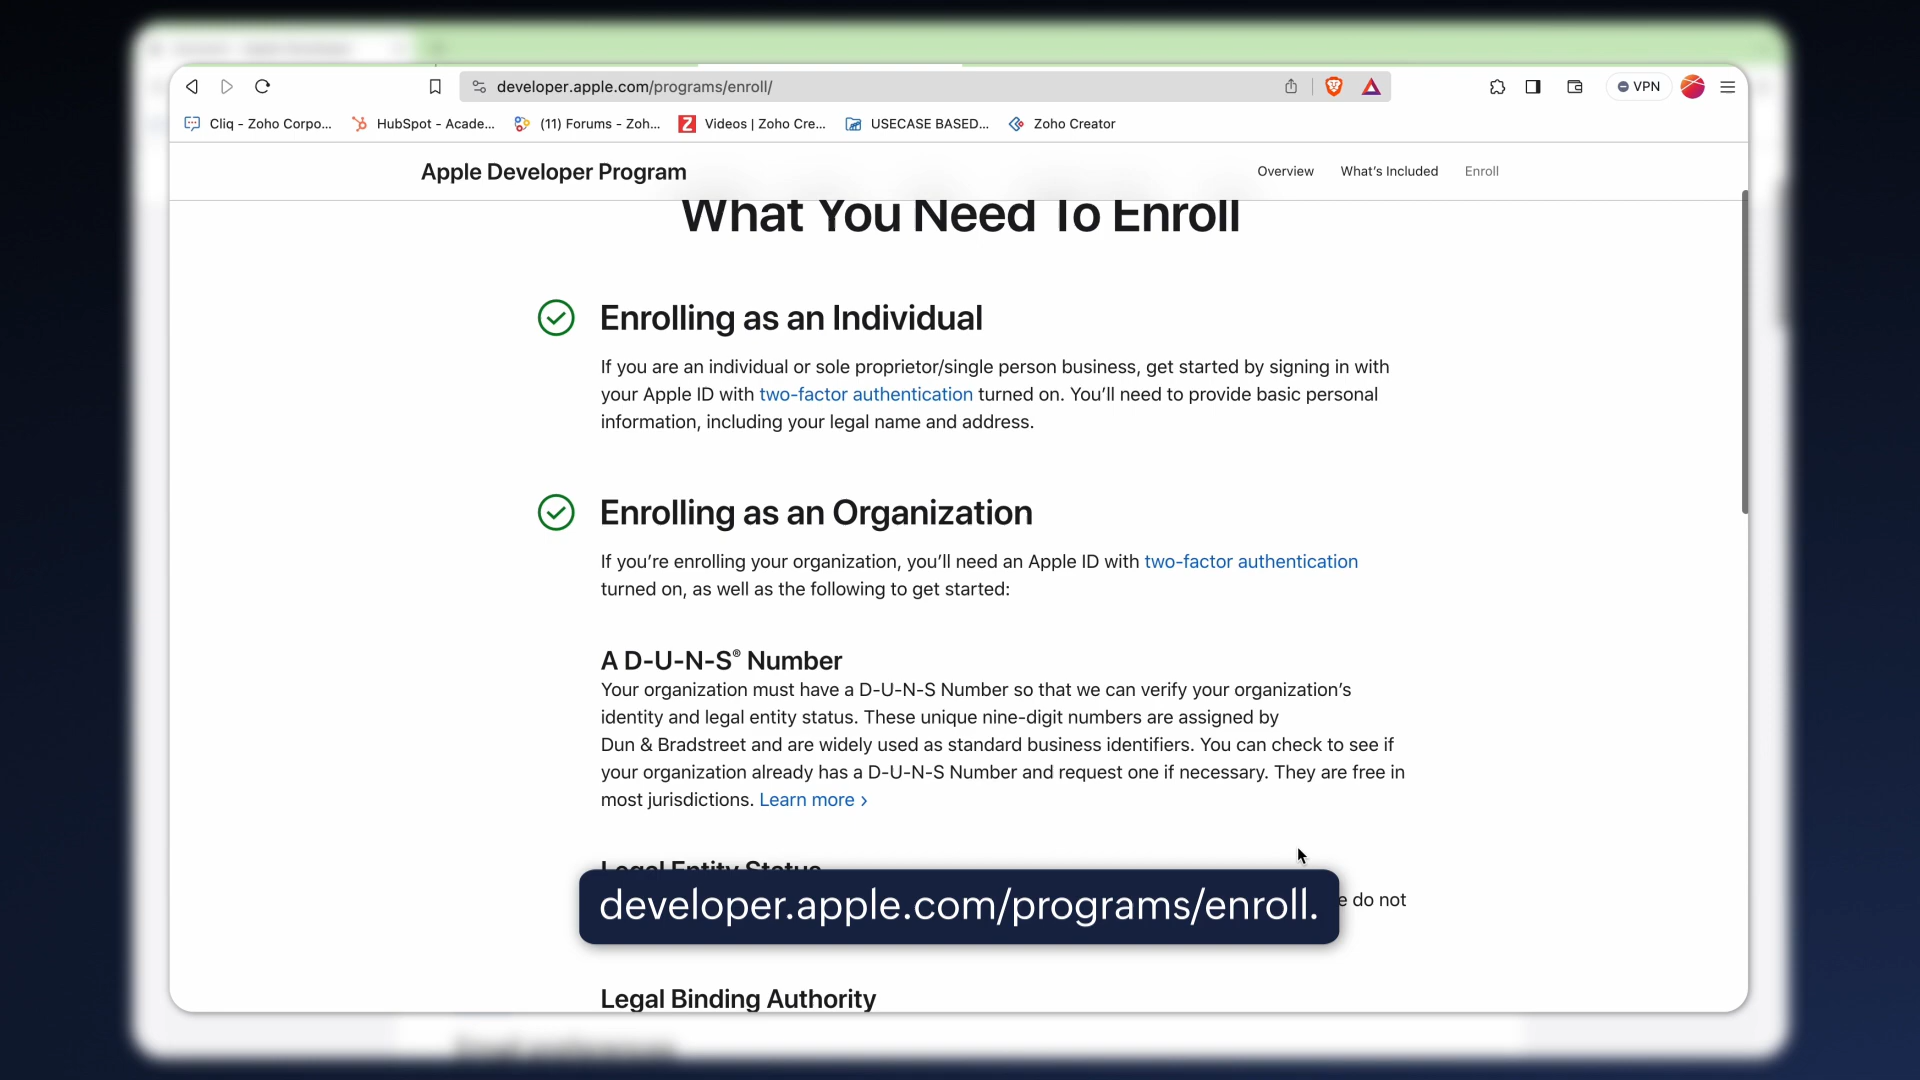 developer.apple.com/programs/enroll/
VPN
Cliq - Zoho Corpo...
HubSpot - Acade...
(11) Forums - Zoh...
Videos | Zoho Cre...
USECASE BASED...
Zoho Creator
Apple Developer Program
Overview
What's Included
Enroll
What You Need To Enroll
Enrolling as an Individual
If you are an individual or sole proprietor/single person business, get started by signing in with
your Apple ID with two-factor authentication turned on. You'll need to provide basic personal
information, including your legal name and address.
Enrolling as an Organization
If you're enrolling your organization, you'll need an Apple ID with two-factor authentication
turned on, as well as the following to get started:
A D-U-N-S® Number
Your organization must have a D-U-N-S Number so that we can verify your organization's
identity and legal entity status. These unique nine-digit numbers are assigned by
Dun & Bradstreet and are widely used as standard business identifiers. You can check to see if
your organization already has a D-U-N-S Number and request one if necessary. They are free in
most jurisdictions. Learn more ›
Legal Entity Status
do not
developer.apple.com/programs/enroll.
Legal Binding Authority